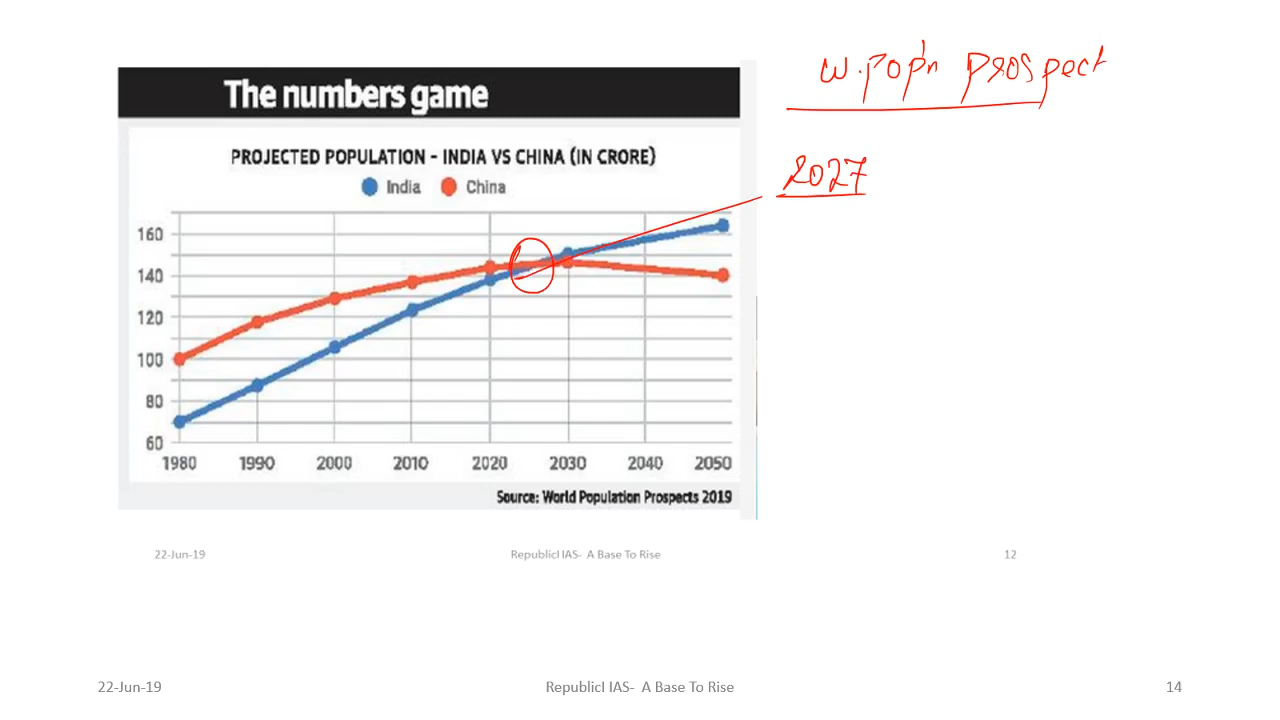 W.POP'n Prospect
The numbers game
PROJECTED POPULATION - INDIA VS CHINA (IN CRORE)
India China
2027
160
140
120
100
80
60
1980 1990 2000 2010 2020 2030 2040 2050
Source: World Population Prospects 2019
22-Jun-19 RepublicI IAS- A Base To Rise 12
22-Jun-19 RepublicI IAS- A Base To Rise 14